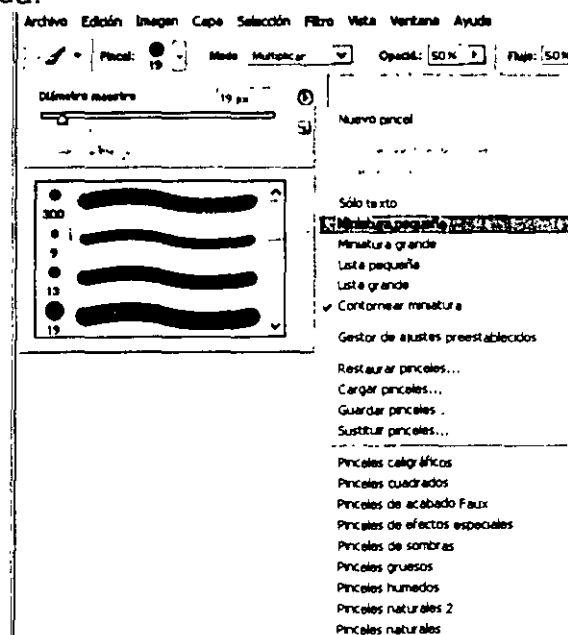 Archivo Edición Imagen Capa Selección Filtro Vista Ventana Ayuda
Pincel: 19 Modo Multiplicar Opacid.: 50% Flujo: 50%
Diámetro maestro 19 px
Nuevo pincel
Sólo texto
Miniatura pequeña
Miniatura grande
Lista pequeña
Lista grande
✓ Contornear miniatura
Gestor de ajustes preestablecidos
Restaurar pinceles...
Cargar pinceles...
Guardar pinceles .
Sustituir pinceles...
Pinceles caligráficos
Pinceles cuadrados
Pinceles de acabado Faux
Pinceles de efectos especiales
Pinceles de sombras
Pinceles gruesos
Pinceles humedos
Pinceles naturales 2
Pinceles naturales
300
9
13
19